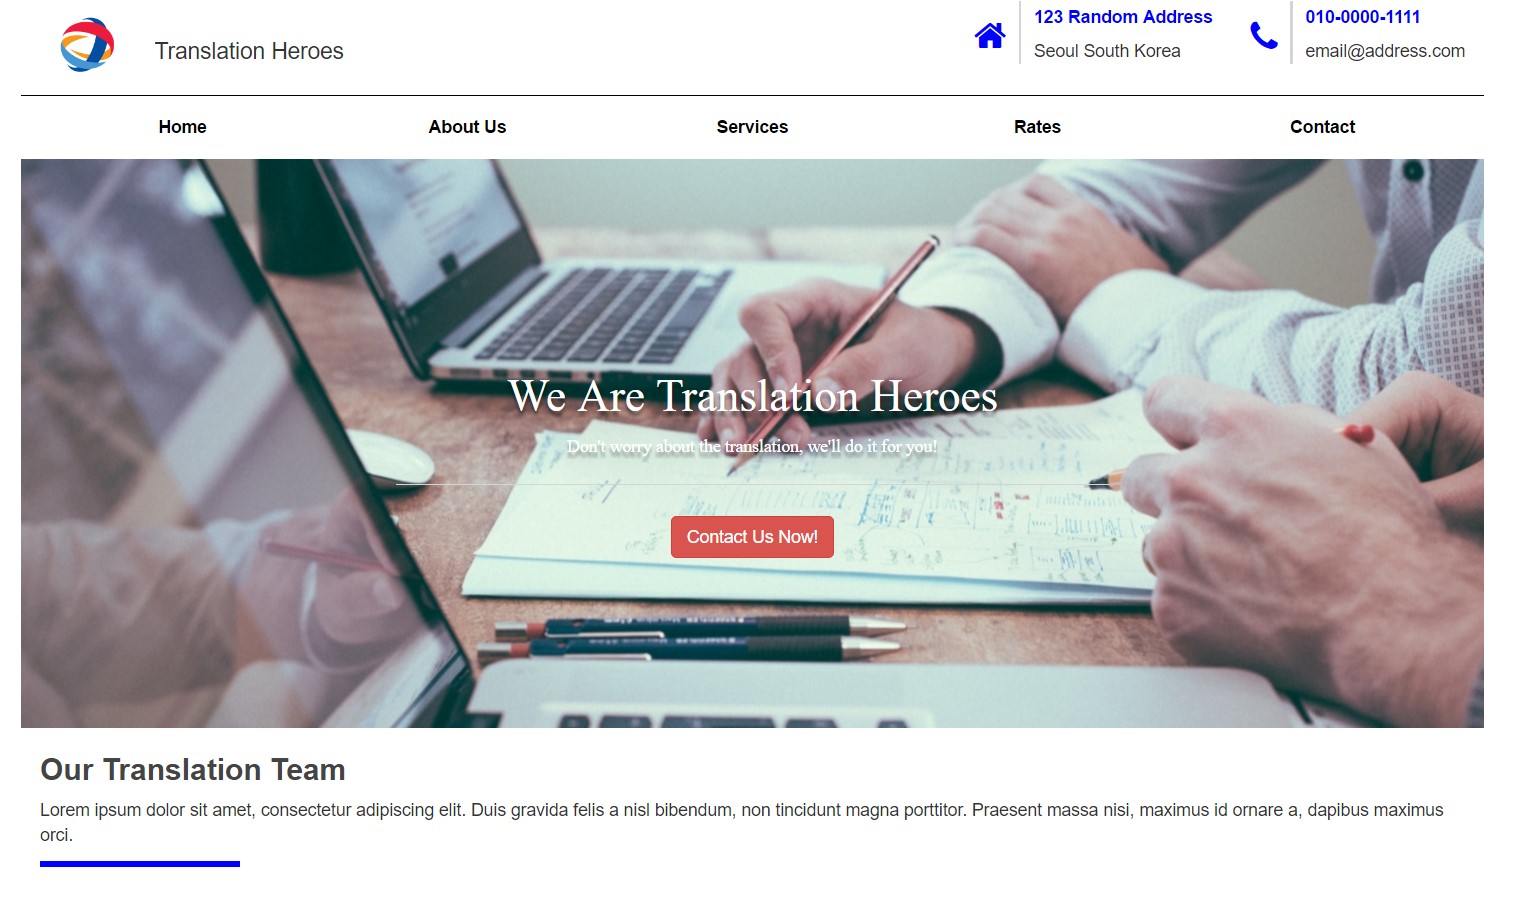 Translation Heroes
123 Random Address
Seoul South Korea
010-0000-1111
email@address.com
Home
About Us
Services
Rates
Contact
We Are Translation Heroes
Don't worry about the translation, we'll do it for you!
Contact Us Now!
Our Translation Team
Lorem ipsum dolor sit amet, consectetur adipiscing elit. Duis gravida felis a nisl bibendum, non tincidunt magna porttitor. Praesent massa nisi, maximus id ornare a, dapibus maximus
orci.